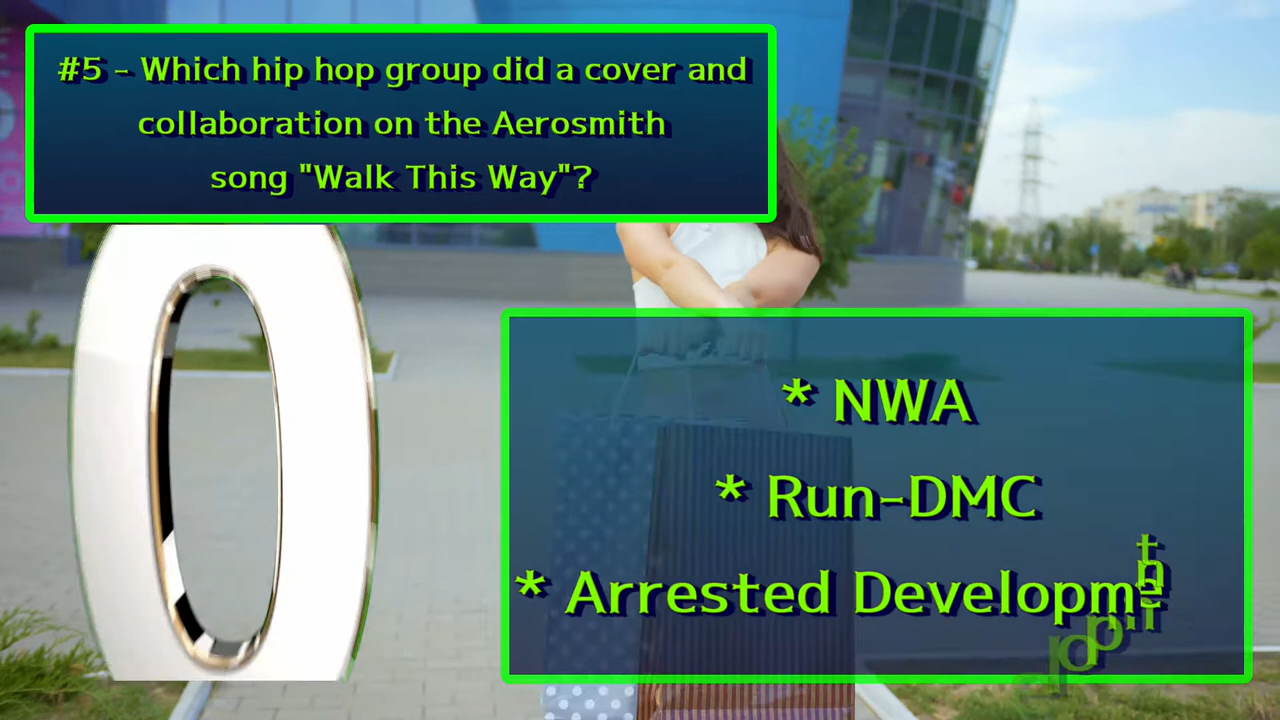 #5 - Which hip hop group did a cover and
collaboration on the Aerosmith
song "Walk This Way"?
0
* NWA
* Run-DMC
* Arrested